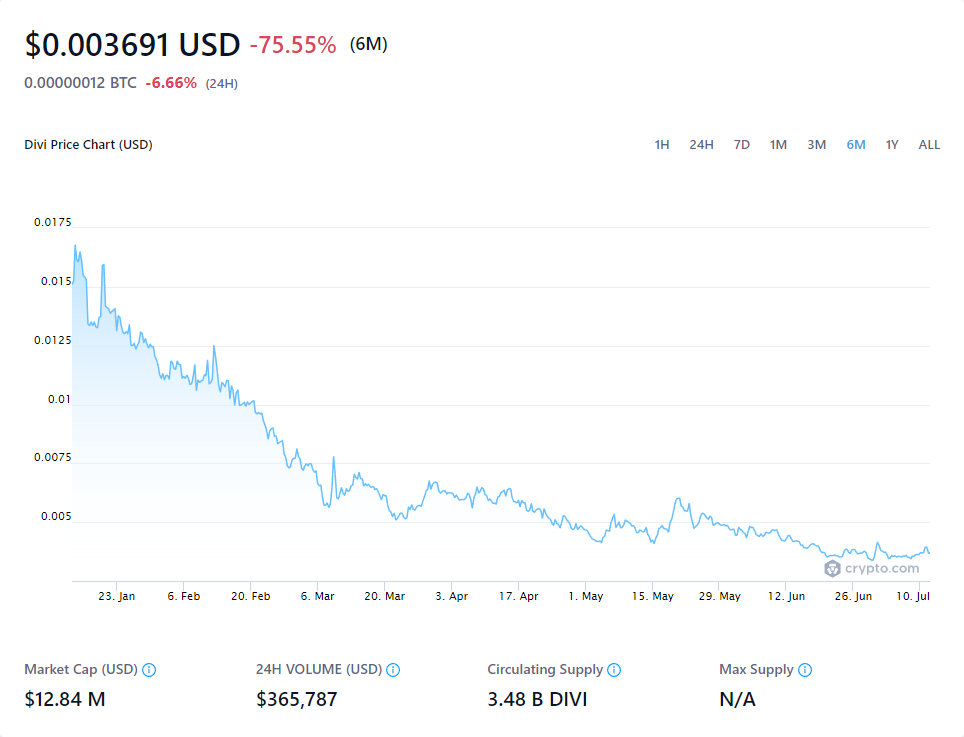 $0.003691 USD -75.55% (6M)
0.00000012 BTC -6.66% (24H)
Divi Price Chart (USD) 1H 24H 7D 1M 3M 6M 1Y ALL
0.0175
0.015
0.0125
0.01
0.0075
0.005
crypto.com
23. Jan 6. Feb 20. Feb 6. Mar 20. Mar 3. Apr 17. Apr 1. May 15. May 29. May 12. Jun 26. Jun 10. Jul
Market Cap (USD) 24H VOLUME (USD) Circulating Supply Max Supply
$12.84 M $365,787 3.48 B DIVI N/A